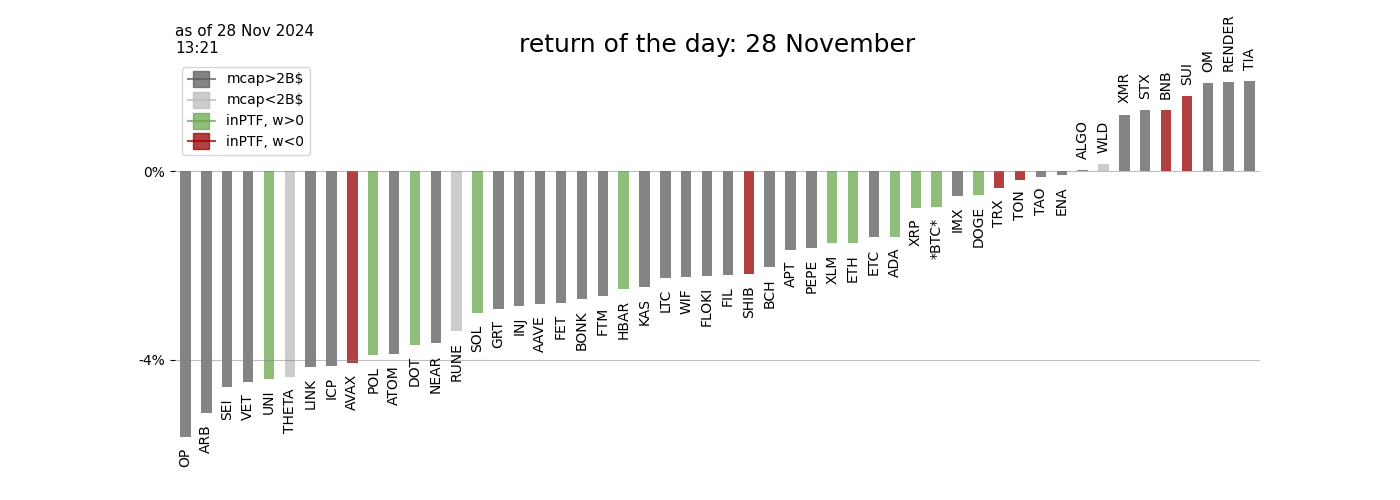 as of 28 Nov 2024
13:21
return of the day: 28 November
mcap>2B$
mcap<2B$
inPTF, w>0
inPTF, w<0
0%
-4%
OP
ARB
SEI
VET
UNI
THETA
LINK
ICP
AVAX
POL
ATOM
DOT
NEAR
RUNE
SOL
GRT
INJ
AAVE
FET
BONK
FTM
HBAR
KAS
LTC
WIF
FLOKI
FIL
SHIB
BCH
APT
PEPE
XLM
ETH
ETC
ADA
XRP
*BTC*
IMX
DOGE
TRX
TON
TAO
ENA
ALGO
WLD
XMR
STX
BNB
SUI
OM
RENDER
TIA